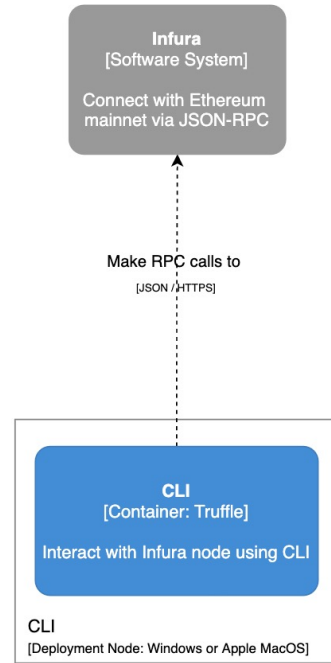 Infura
[Software System]
Connect with Ethereum
mainnet via JSON-RPC
Make RPC calls to
[JSON / HTTPS]
CLI
[Container: Truffle]
Interact with Infura node using CLI
CLI
[Deployment Node: Windows or Apple MacOS]